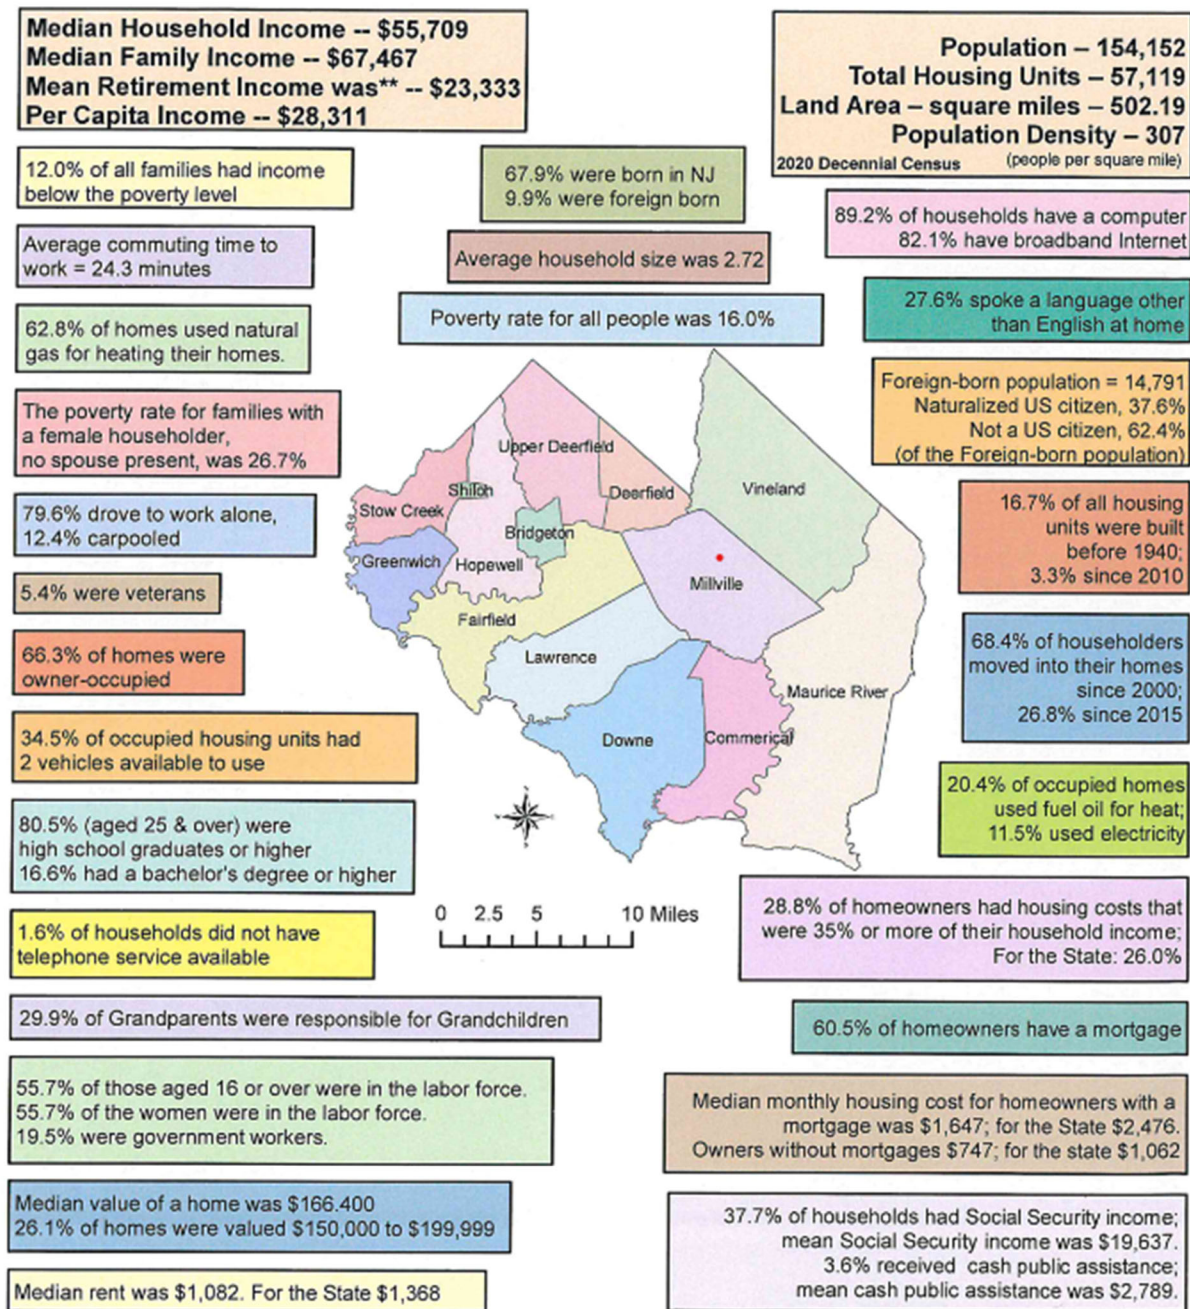 Median Household Income -- $55,709
Median Family Income -- $67,467
Mean Retirement Income was** -- $23,333
Per Capita Income -- $28,311
Population – 154,152
Total Housing Units – 57,119
Land Area – square miles – 502.19
Population Density – 307
2020 Decennial Census (people per square mile)
12.0% of all families had income
below the poverty level
67.9% were born in NJ
9.9% were foreign born
89.2% of households have a computer
82.1% have broadband Internet
Average commuting time to
work = 24.3 minutes
Average household size was 2.72
27.6% spoke a language other
than English at home
62.8% of homes used natural
gas for heating their homes.
Poverty rate for all people was 16.0%
Foreign-born population = 14,791
Naturalized US citizen, 37.6%
Not a US citizen, 62.4%
(of the Foreign-born population)
The poverty rate for families with
a female householder,
no spouse present, was 26.7%
79.6% drove to work alone,
12.4% carpooled
5.4% were veterans
66.3% of homes were
owner-occupied
34.5% of occupied housing units had
2 vehicles available to use
80.5% (aged 25 & over) were
high school graduates or higher
16.6% had a bachelor's degree or higher
1.6% of households did not have
telephone service available
29.9% of Grandparents were responsible for Grandchildren
55.7% of those aged 16 or over were in the labor force.
55.7% of the women were in the labor force.
19.5% were government workers.
Median value of a home was $166.400
26.1% of homes were valued $150,000 to $199,999
Median rent was $1,082. For the State $1,368
Upper Deerfield
Shiloh
Deerfield
Vineland
Stow Creek
Bridgeton
Greenwich
Hopewell
Millville
Fairfield
Lawrence
Maurice River
Downe
Commerical
0 2.5 5 10 Miles
16.7% of all housing
units were built
before 1940;
3.3% since 2010
68.4% of householders
moved into their homes
since 2000;
26.8% since 2015
20.4% of occupied homes
used fuel oil for heat;
11.5% used electricity
28.8% of homeowners had housing costs that
were 35% or more of their household income;
For the State: 26.0%
60.5% of homeowners have a mortgage
Median monthly housing cost for homeowners with a
mortgage was $1,647; for the State $2,476.
Owners without mortgages $747; for the state $1,062
37.7% of households had Social Security income;
mean Social Security income was $19,637.
3.6% received cash public assistance;
mean cash public assistance was $2,789.